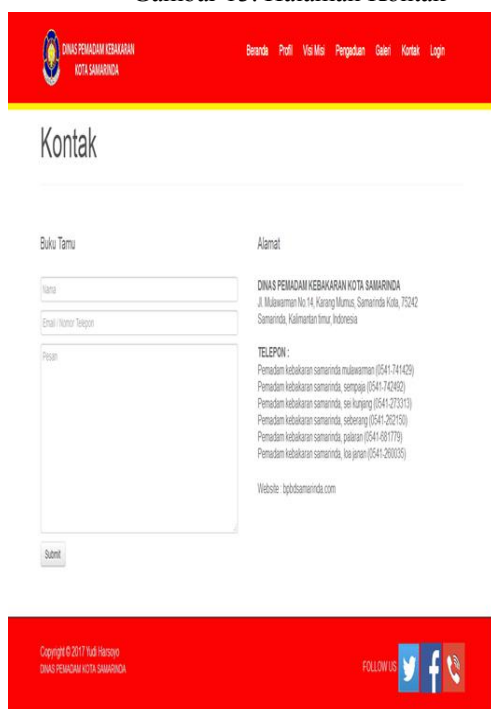 Gambar 15. Halaman Kontak
DINAS PEMADAM KEBAKARAN
KOTA SAMARINDA
Beranda Profil Visi Misi Pengaduan Galeri Kontak Login
Kontak
Buku Tamu
Nama
Email / Nomor Telepon
Pesan
Submit
Alamat
DINAS PEMADAM KEBAKARAN KOTA SAMARINDA
Jl. Mulawarman No.14, Karang Mumus, Samarinda Kota, 75242
Samarinda, Kalimantan timur, Indonesia
TELEPON :
Pemadam kebakaran samarinda mulawarman (0541-741429)
Pemadam kebakaran samarinda, sempaja (0541-742492)
Pemadam kebakaran samarinda, sei kunjang (0541-273313)
Pemadam kebakaran samarinda, seberang (0541-262150)
Pemadam kebakaran samarinda, palaran (0541-681779)
Pemadam kebakaran samarinda, loa janan (0541-260035)
Website : bpbdsamarinda.com
Copyright © 2017 Yudi Harsoyo
DINAS PEMADAM KOTA SAMARINDA
FOLLOW US